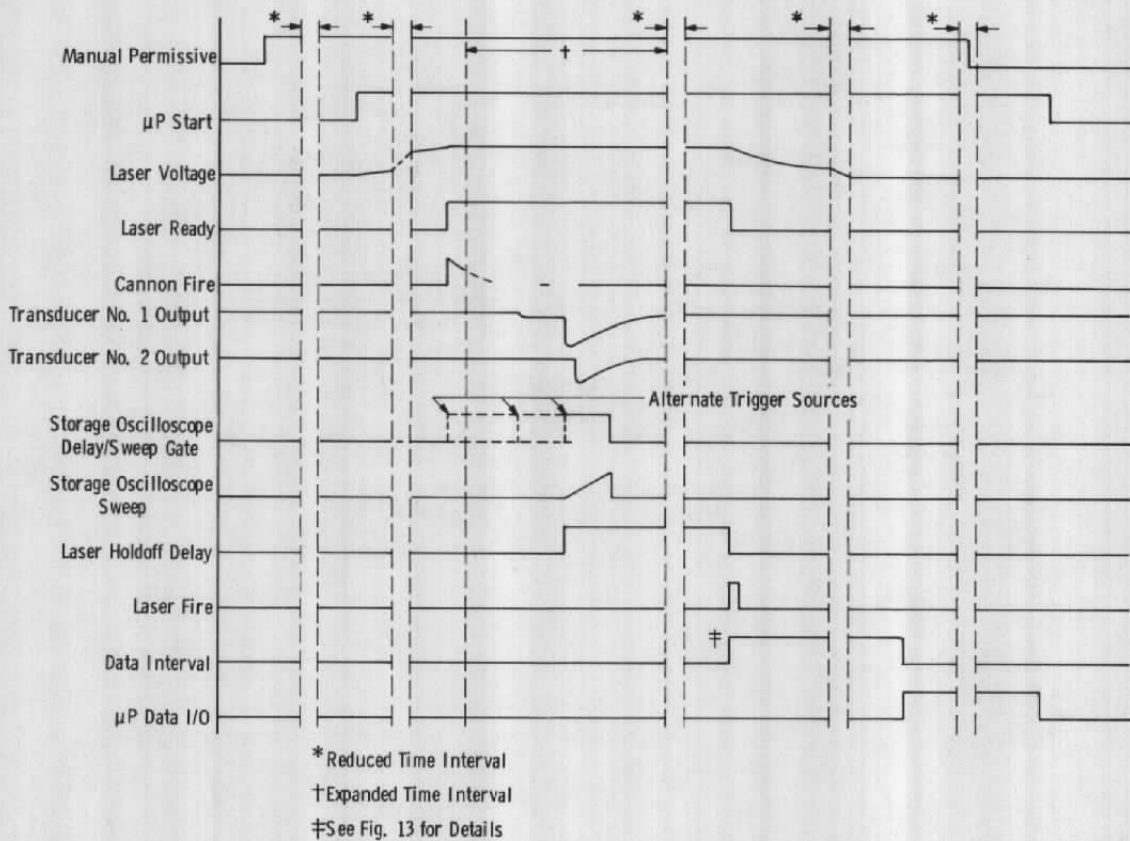 * * * * *
Manual Permissive
†
µP Start
Laser Voltage
Laser Ready
Cannon Fire
Transducer No. 1 Output
Transducer No. 2 Output
Alternate Trigger Sources
Storage Oscilloscope
Delay/Sweep Gate
Storage Oscilloscope
Sweep
Laser Holdoff Delay
Laser Fire
‡
Data Interval
µP Data I/O
*Reduced Time Interval
†Expanded Time Interval
‡See Fig. 13 for Details